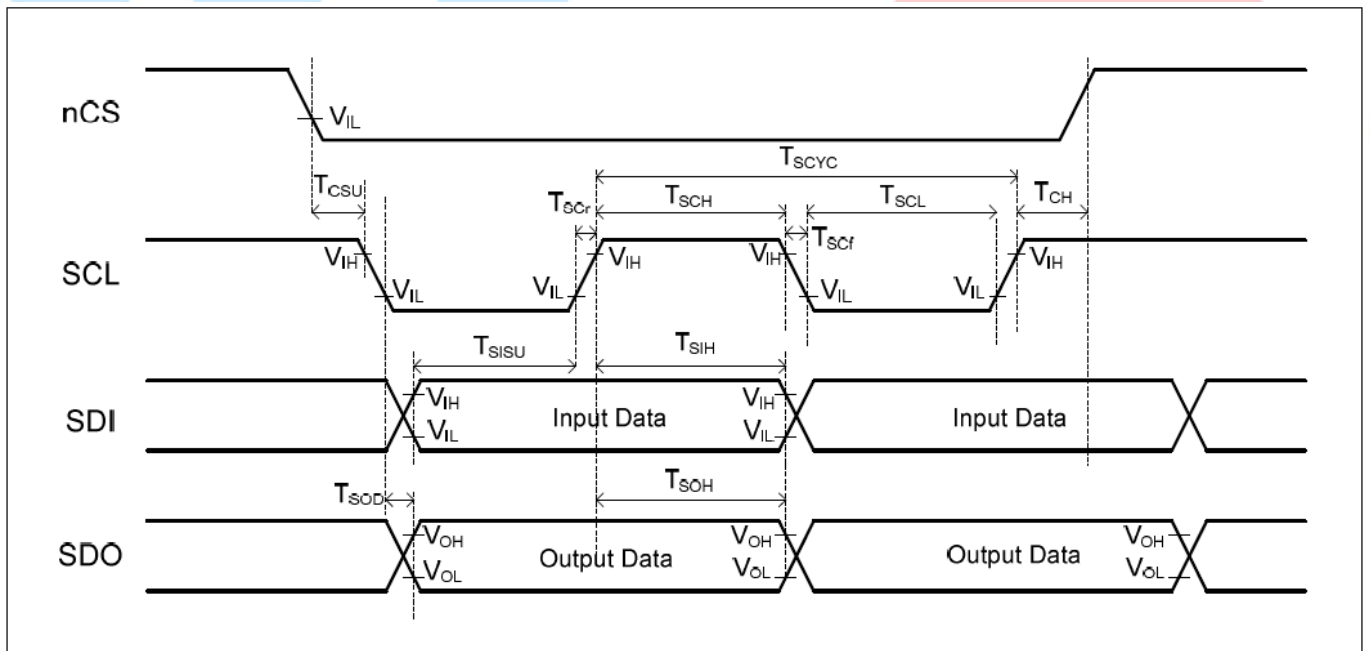 nCS
VIL
TSCYC
TCSU
TSCr
TSCH
TSCL
TCH
TSCf
SCL
VIH
VIL
VIL
VIH
VIH
VIL
VIL
VIH
TSISU
TSIH
SDI
VIH
VIL
Input Data
VIH
VIL
Input Data
TSOD
TSOH
SDO
VOH
VOL
Output Data
VOH
VOL
Output Data
VOH
VOL